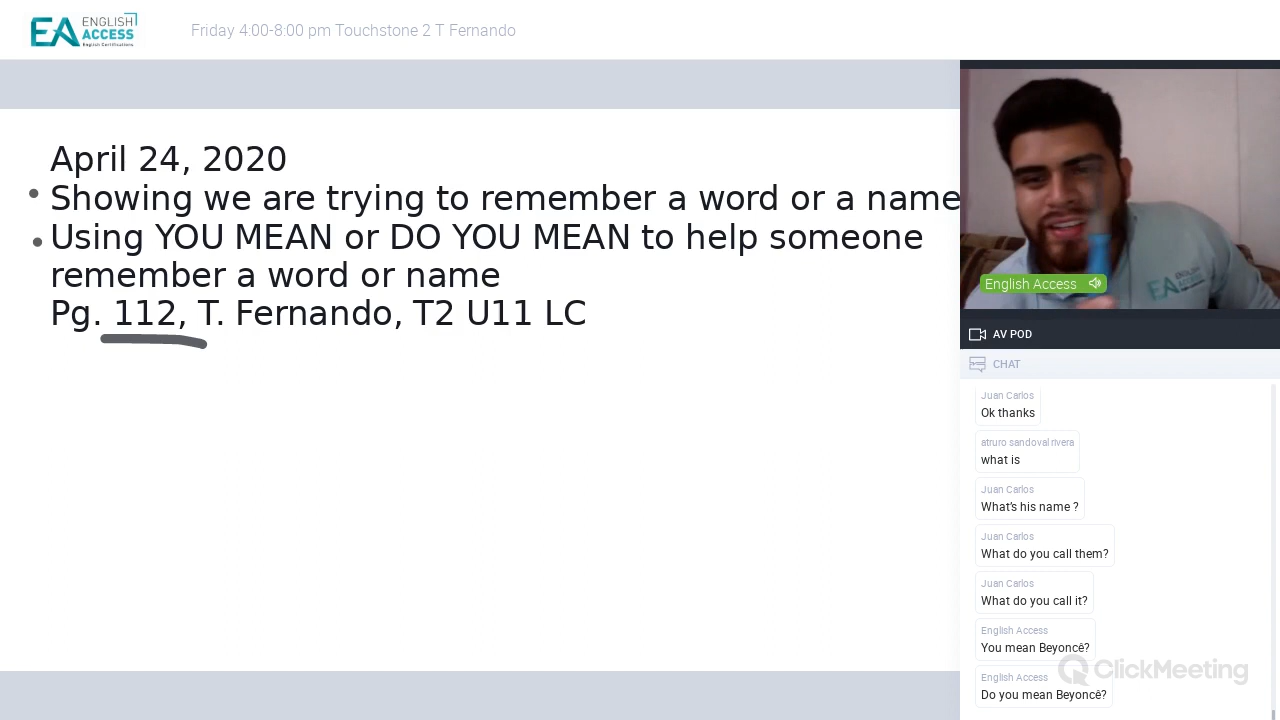 EA ENGLISH ACCESS
English Certifications
Friday 4:00-8:00 pm Touchstone 2 T Fernando
April 24, 2020
Showing we are trying to remember a word or a name
Using YOU MEAN or DO YOU MEAN to help someone
remember a word or name
Pg. 112, T. Fernando, T2 U11 LC
ENGLISH
English Access
AV POD
CHAT
Juan Carlos
Ok thanks
atruro sandoval rivera
what is
Juan Carlos
What's his name ?
Juan Carlos
What do you call them?
Juan Carlos
What do you call it?
English Access
You mean Beyoncê?
English Access
Do you mean Beyoncê?
ClickMeeting